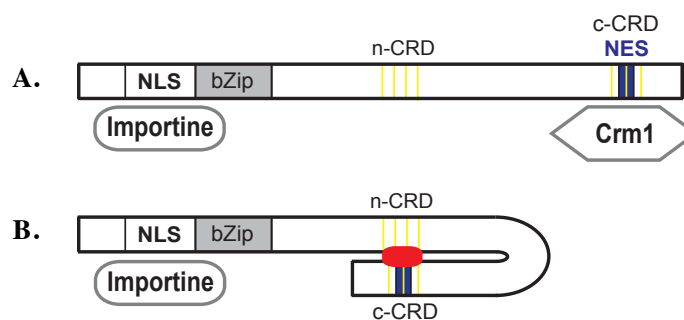 c-CRD
NES
n-CRD
A.
NLS bZip
Importine
Crm1
n-CRD
B.
NLS bZip
Importine
c-CRD